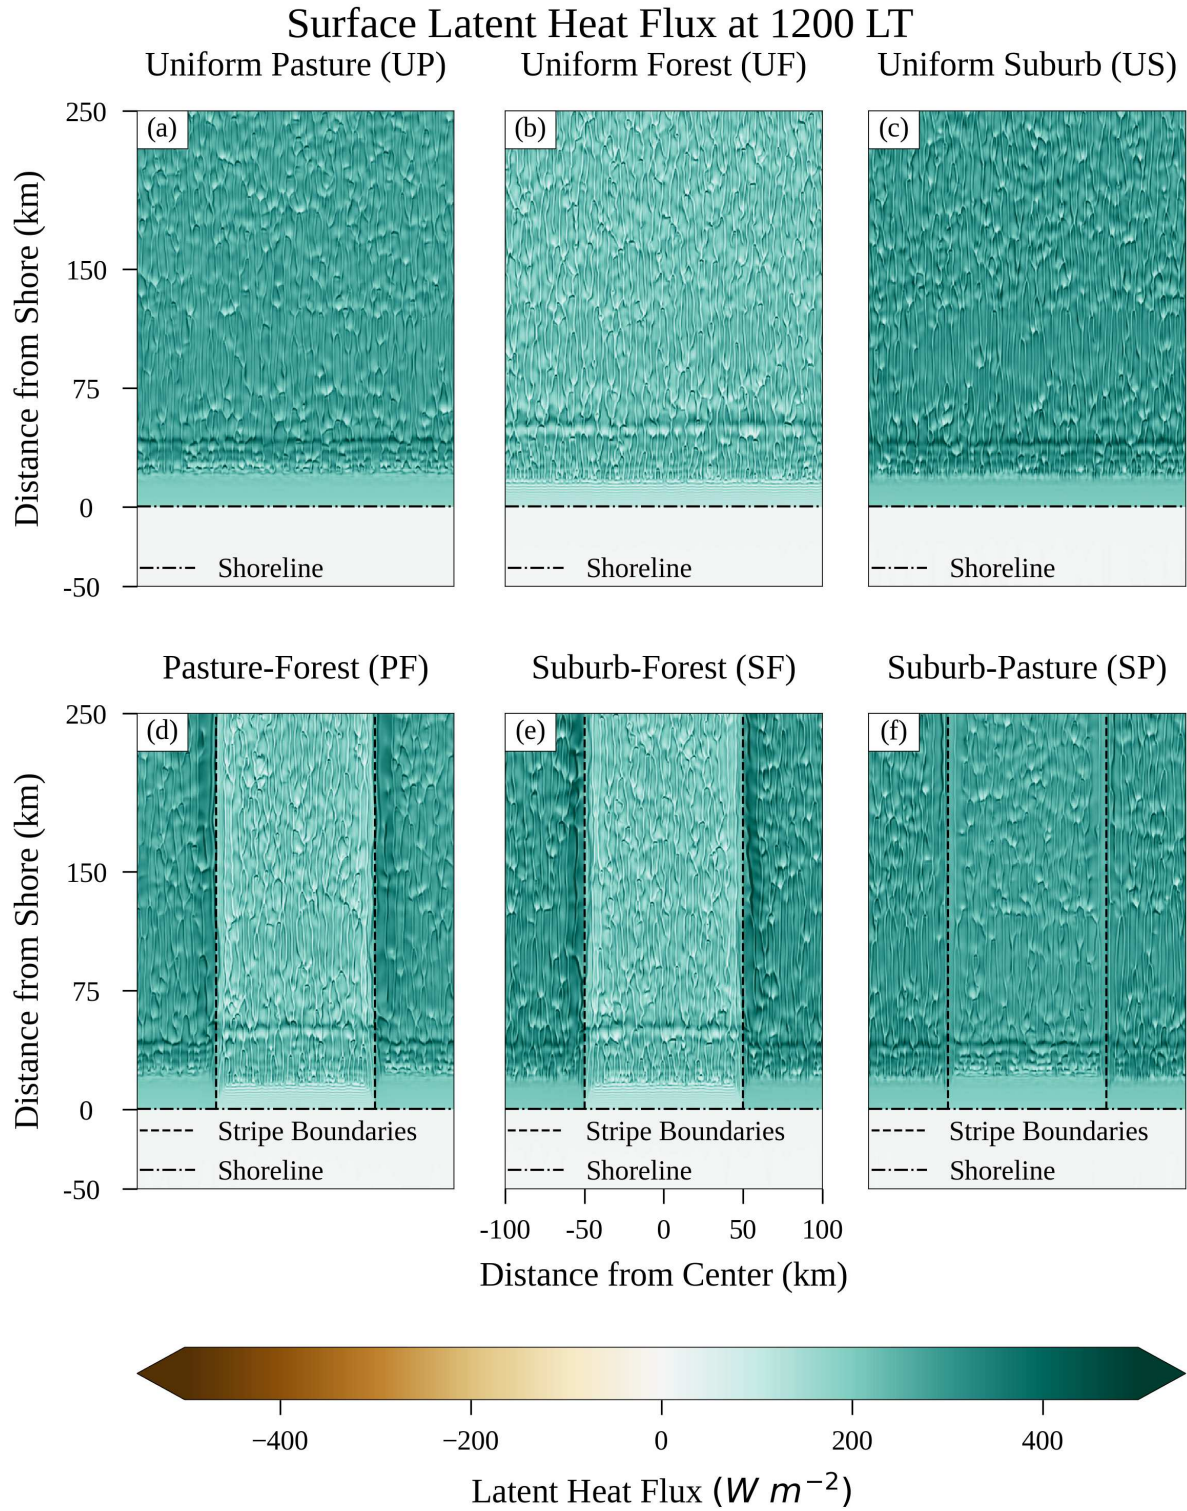 Surface Latent Heat Flux at 1200 LT
Uniform Pasture (UP)
Uniform Forest (UF)
Uniform Suburb (US)
(a)
(b)
(c)
Distance from Shore (km)
250
150
75
0
-50
Shoreline
Shoreline
Shoreline
Pasture-Forest (PF)
Suburb-Forest (SF)
Suburb-Pasture (SP)
(d)
(e)
(f)
Distance from Shore (km)
250
150
75
0
-50
Stripe Boundaries
Shoreline
Stripe Boundaries
Shoreline
Stripe Boundaries
Shoreline
-100 -50 0 50 100
Distance from Center (km)
−400 −200 0 200 400
Latent Heat Flux (W m⁻²)